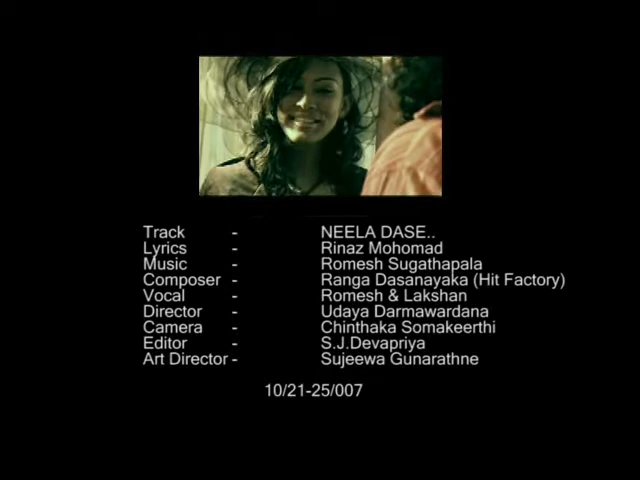 Track - NEELA DASE..
Lyrics - Rinaz Mohomad
Music - Romesh Sugathapala
Composer - Ranga Dasanayaka (Hit Factory)
Vocal - Romesh & Lakshan
Director - Udaya Darmawardana
Camera - Chinthaka Somakeerthi
Editor - S.J.Devapriya
Art Director - Sujeewa Gunarathne
10/21-25/007